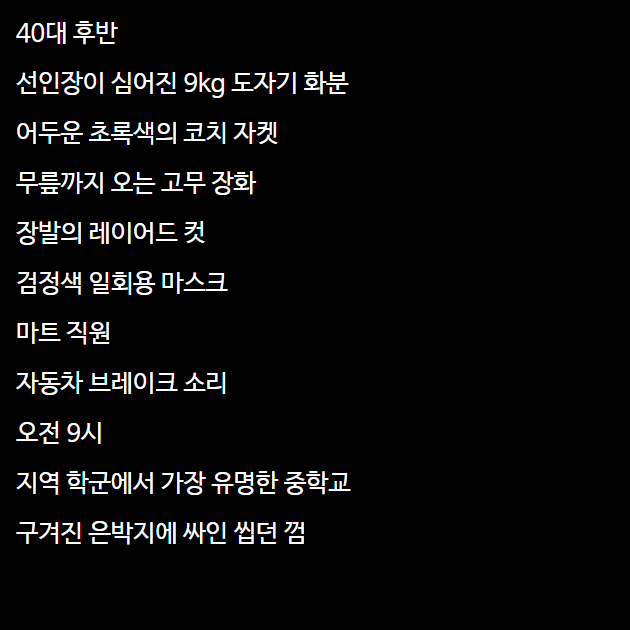 40대 후반
선인장이 심어진 9kg 도자기 화분
어두운 초록색의 코치 자켓
무릎까지 오는 고무 장화
장발의 레이어드 컷
검정색 일회용 마스크
마트 직원
자동차 브레이크 소리
오전 9시
지역 학군에서 가장 유명한 중학교
구겨진 은박지에 싸인 씹던 껌